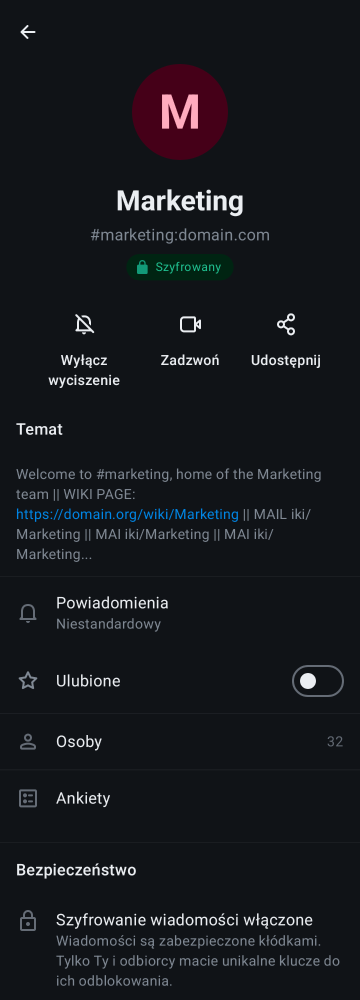 M
Marketing
#marketing:domain.com
Szyfrowany
Wyłącz
wyciszenie
Zadzwoń
Udostępnij
Temat
Welcome to #marketing, home of the Marketing
team || WIKI PAGE:
https://domain.org/wiki/Marketing || MAIL iki/
Marketing || MAI iki/Marketing || MAI iki/
Marketing...
Powiadomienia
Niestandardowy
Ulubione
Osoby 32
Ankiety
Bezpieczeństwo
Szyfrowanie wiadomości włączone
Wiadomości są zabezpieczone kłódkami.
Tylko Ty i odbiorcy macie unikalne klucze do
ich odblokowania.